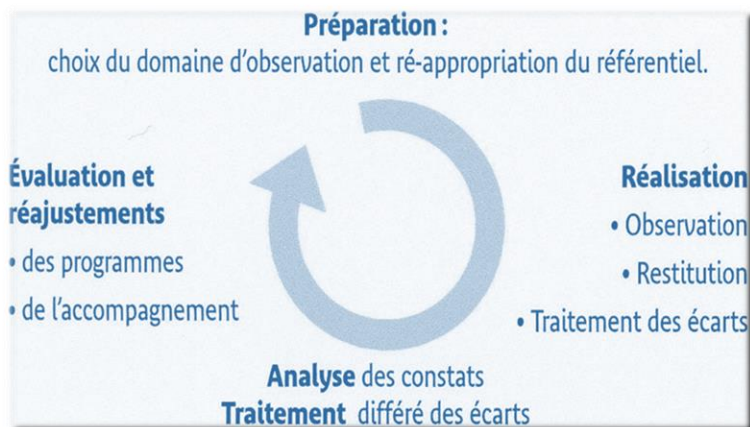 Préparation :
choix du domaine d'observation et ré-appropriation du référentiel.
Réalisation
• Observation
• Restitution
• Traitement des écarts
Analyse des constats
Traitement différé des écarts
Évaluation et
réajustements
• des programmes
• de l'accompagnement